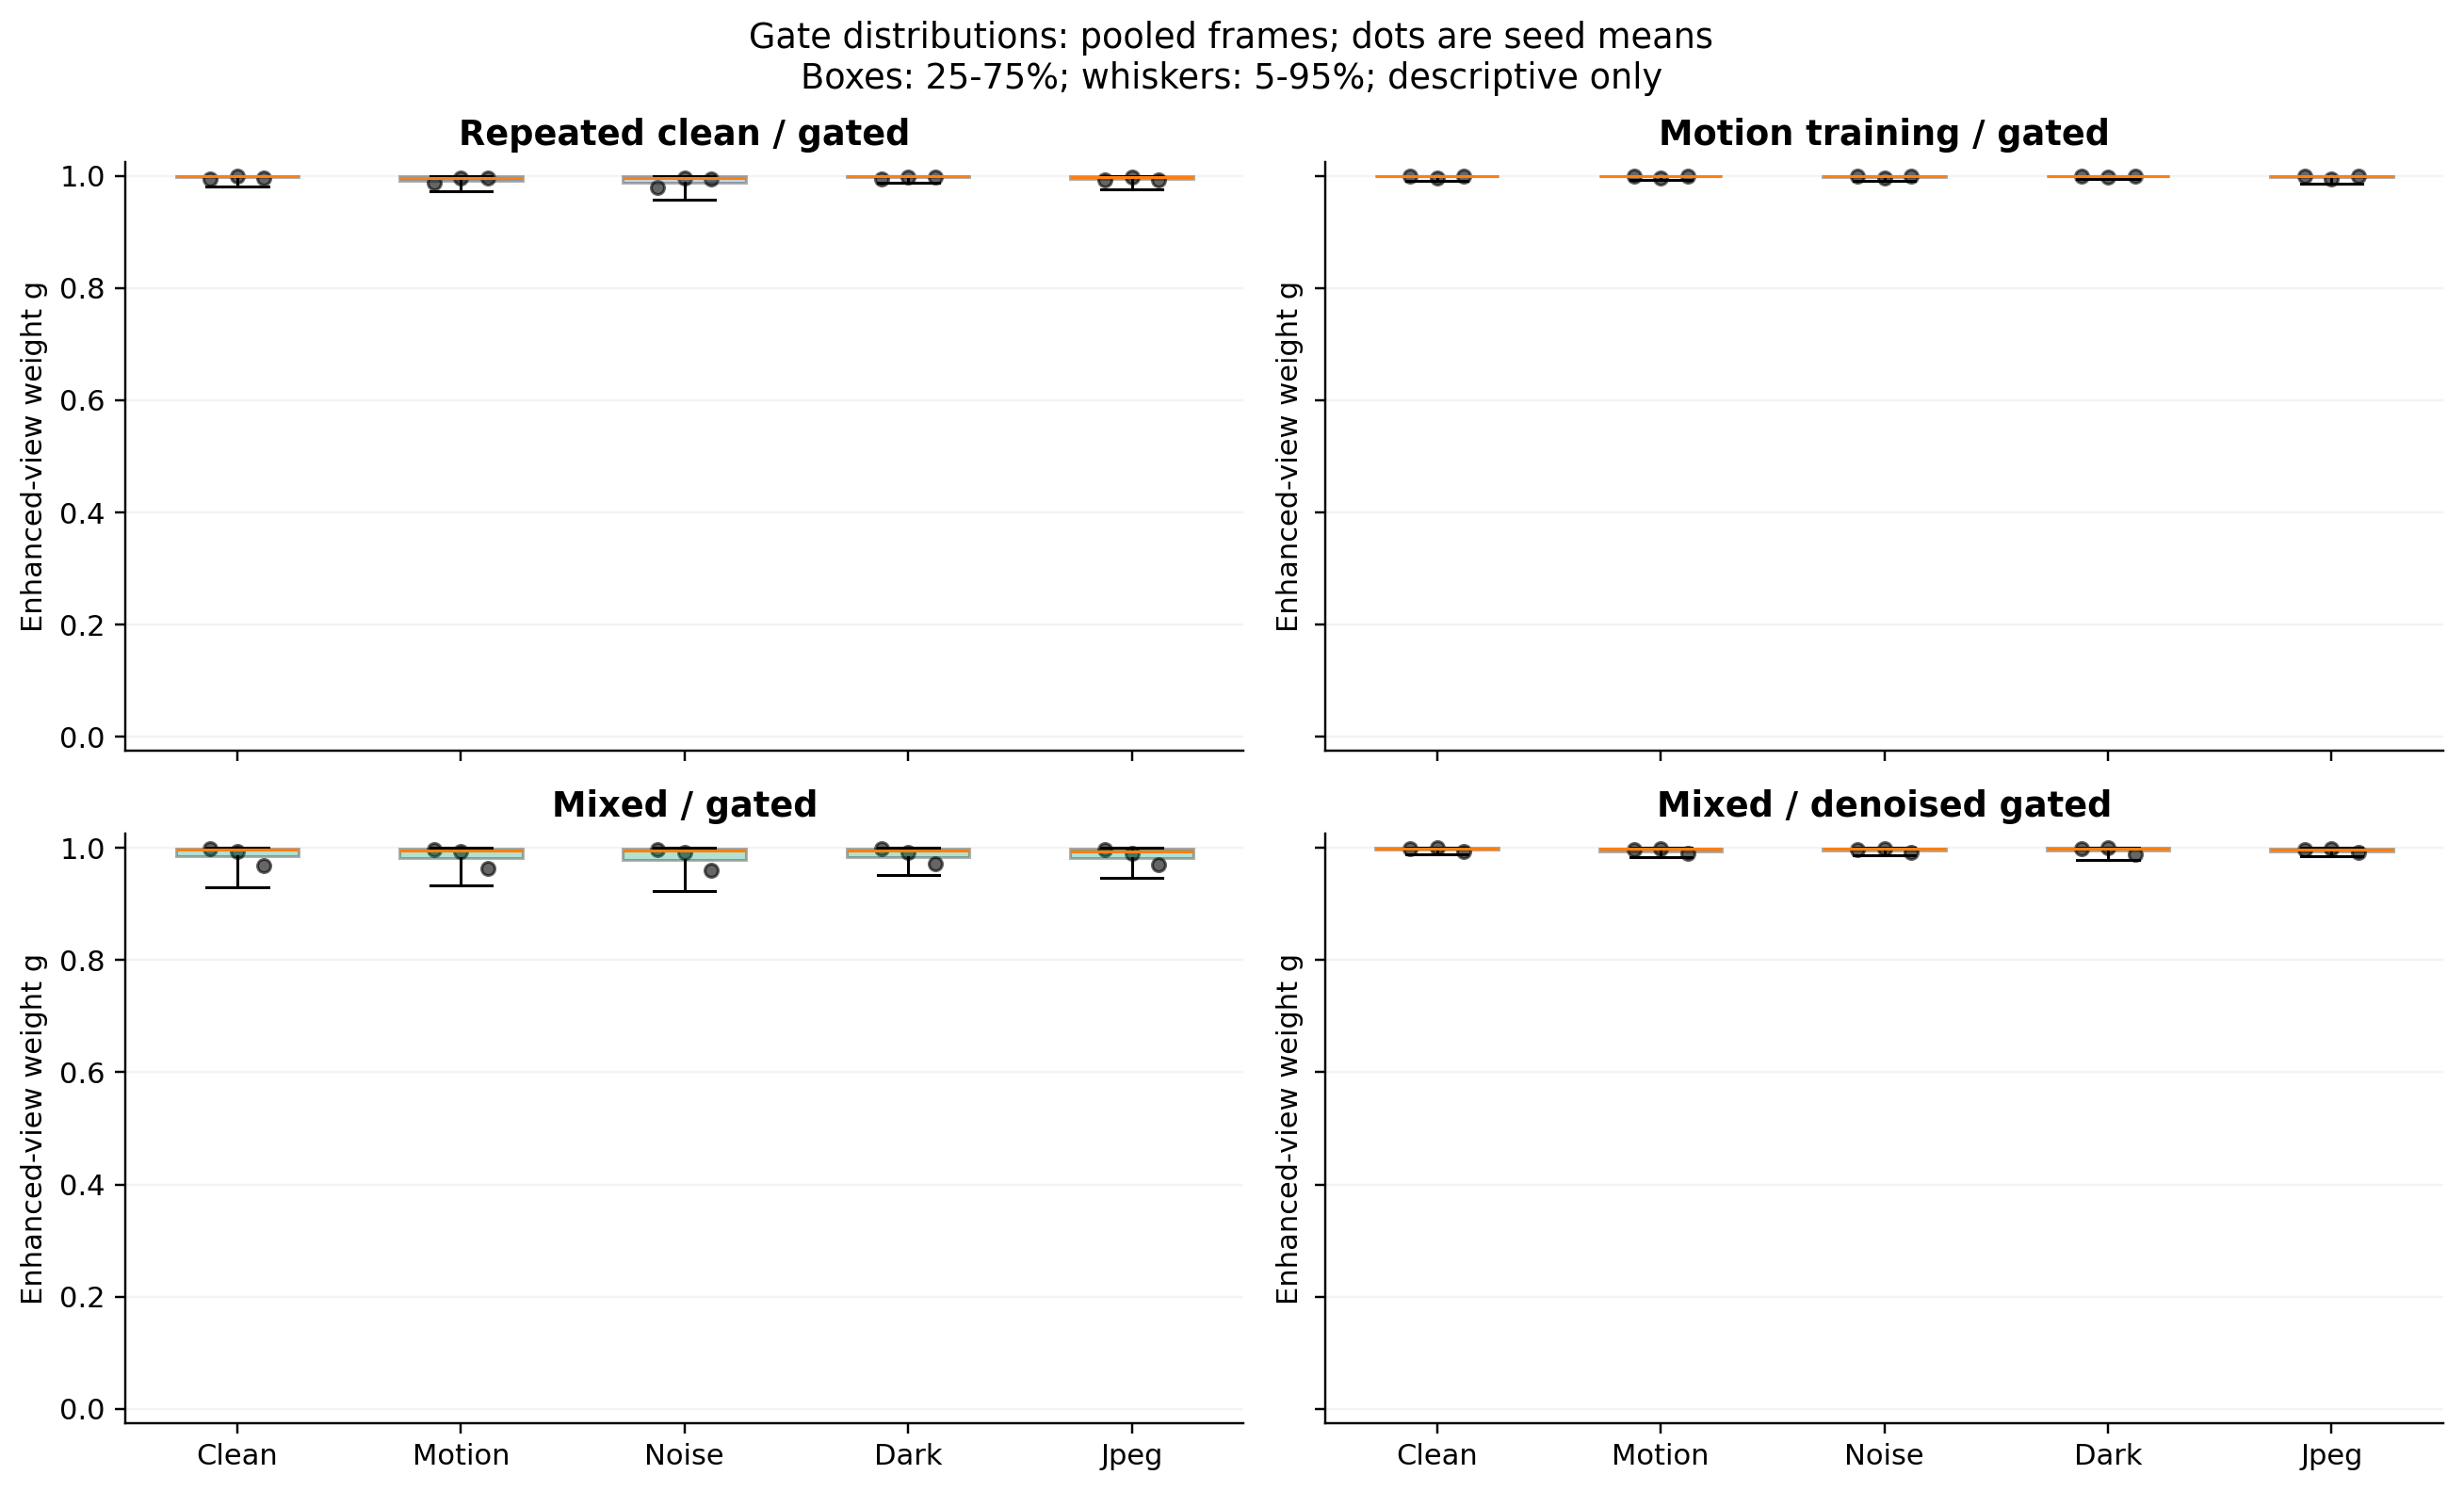 Gate distributions: pooled frames; dots are seed means
Boxes: 25-75%; whiskers: 5-95%; descriptive only
Repeated clean / gated
Enhanced-view weight g
1.0
0.8
0.6
0.4
0.2
0.0
Motion training / gated
Enhanced-view weight g
Mixed / gated
Enhanced-view weight g
1.0
0.8
0.6
0.4
0.2
0.0
Clean Motion Noise Dark Jpeg
Mixed / denoised gated
Enhanced-view weight g
Clean Motion Noise Dark Jpeg